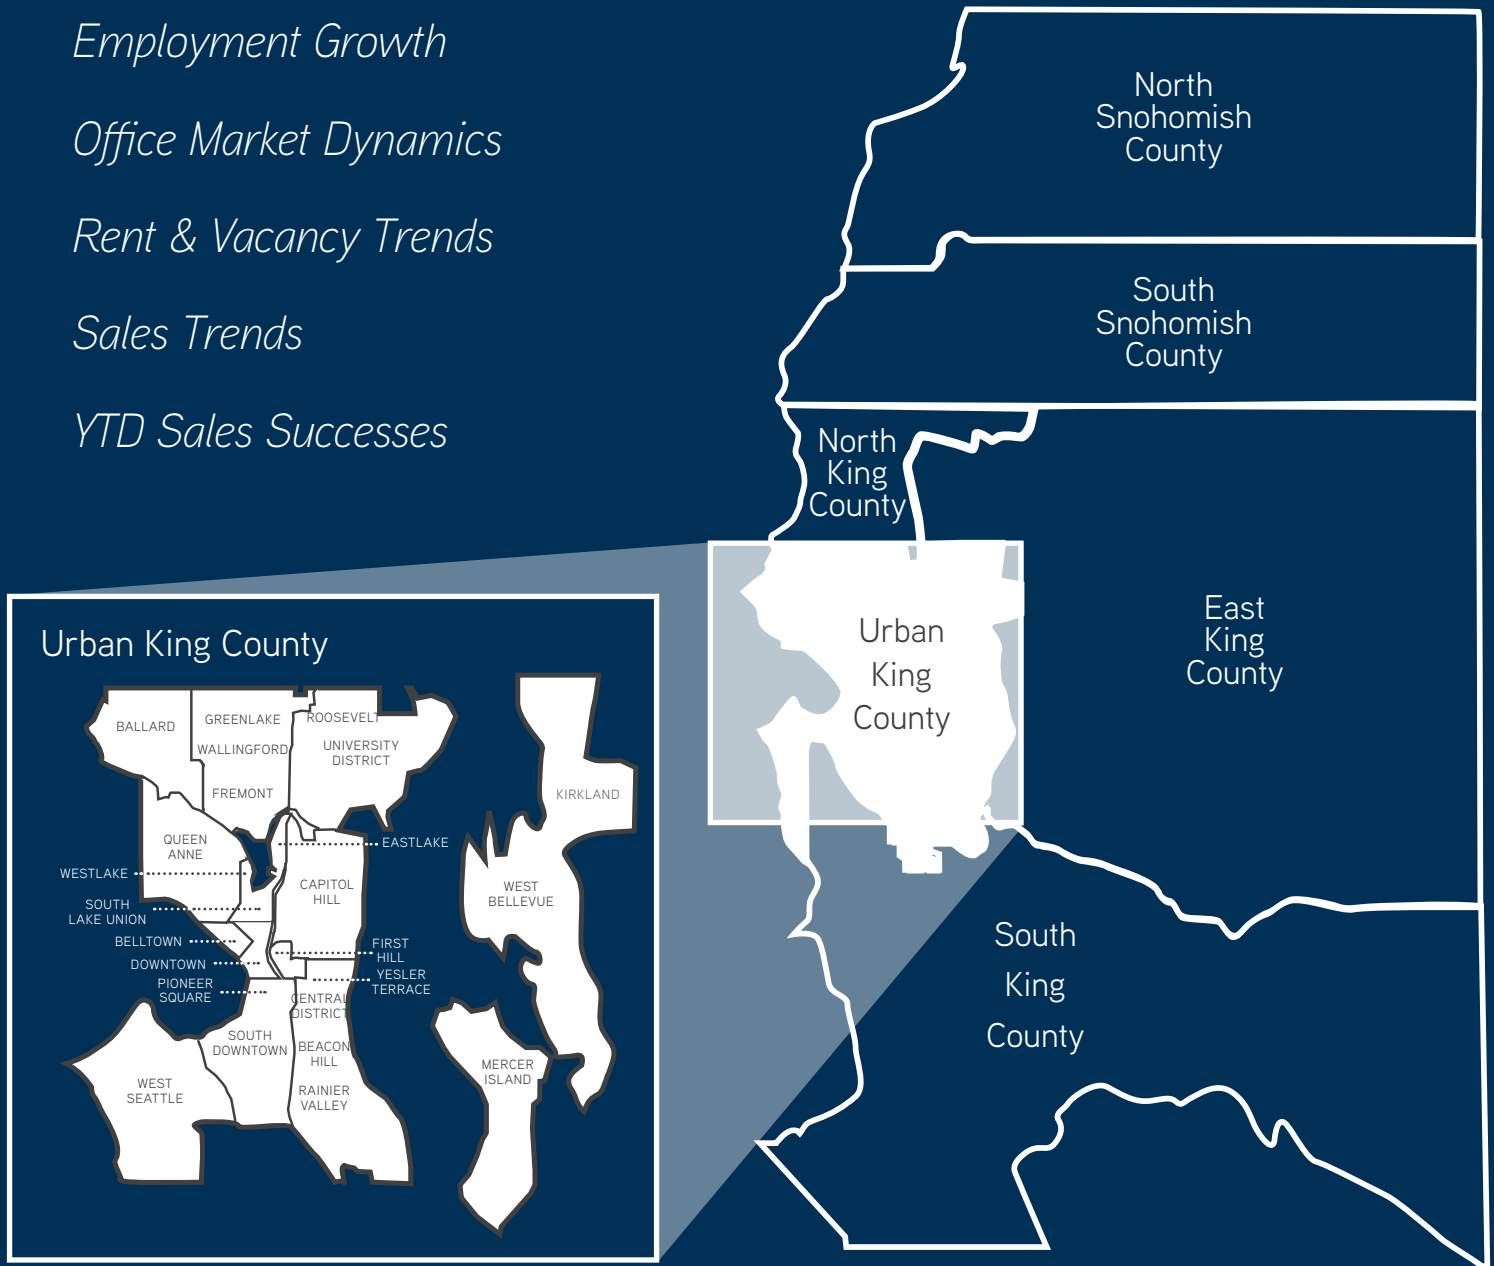 Employment Growth
Office Market Dynamics
Rent & Vacancy Trends
Sales Trends
YTD Sales Successes
North
Snohomish
County
South
Snohomish
County
North
King
County
Urban
King
County
East
King
County
South
King
County
Urban King County
BALLARD
GREENLAKE
WALLINGFORD
FREMONT
ROOSEVELT
UNIVERSITY
DISTRICT
KIRKLAND
QUEEN
ANNE
EASTLAKE
WESTLAKE
CAPITOL
HILL
WEST
BELLEVUE
SOUTH
LAKE UNION
BELLTOWN
FIRST
HILL
DOWNTOWN
YESLER
TERRACE
PIONEER
SQUARE
CENTRAL
DISTRICT
SOUTH
DOWNTOWN
BEACON
HILL
MERCER
ISLAND
WEST
SEATTLE
RAINIER
VALLEY